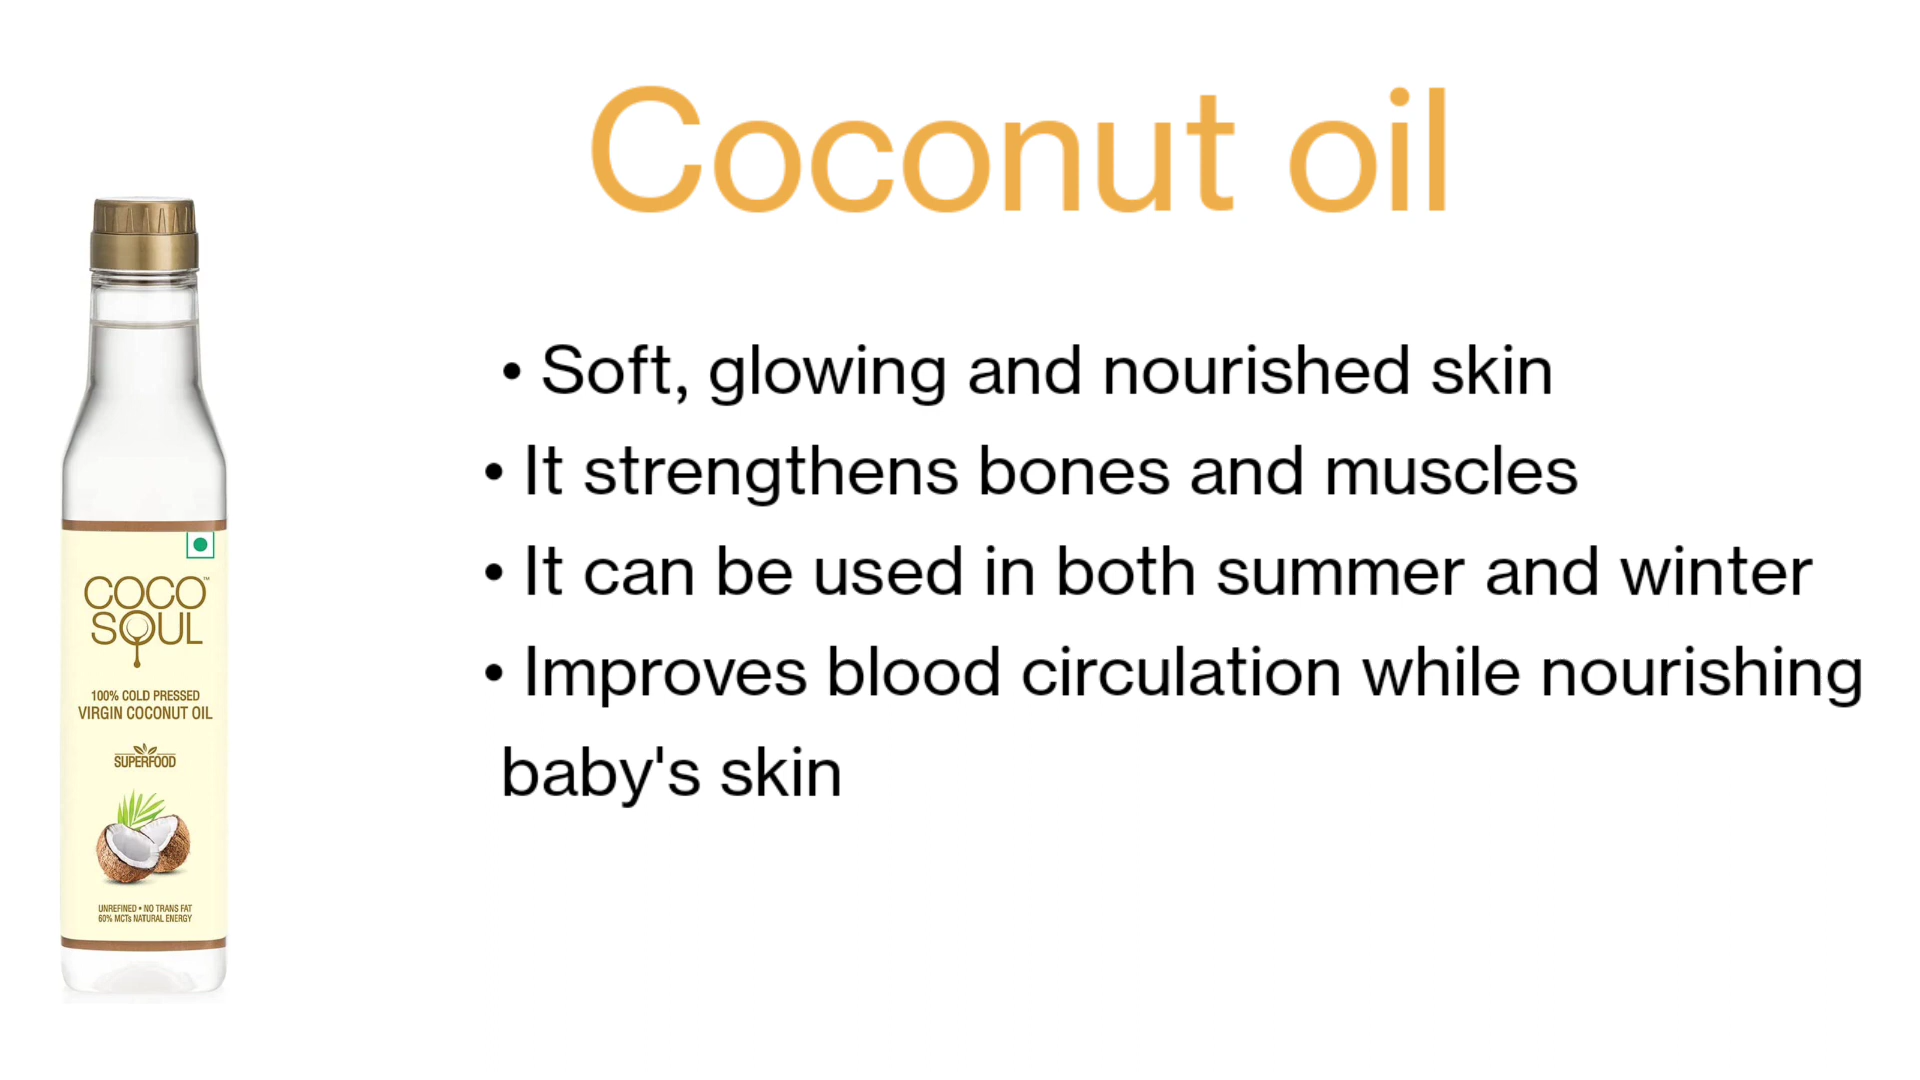 Coconut oil
• Soft, glowing and nourished skin
• It strengthens bones and muscles
• It can be used in both summer and winter
• Improves blood circulation while nourishing
baby's skin
COCO™
SOUL
100% COLD PRESSED
VIRGIN COCONUT OIL
SUPERFOOD
UNREFINED • NO TRANS FAT
60% MCTs NATURAL ENERGY